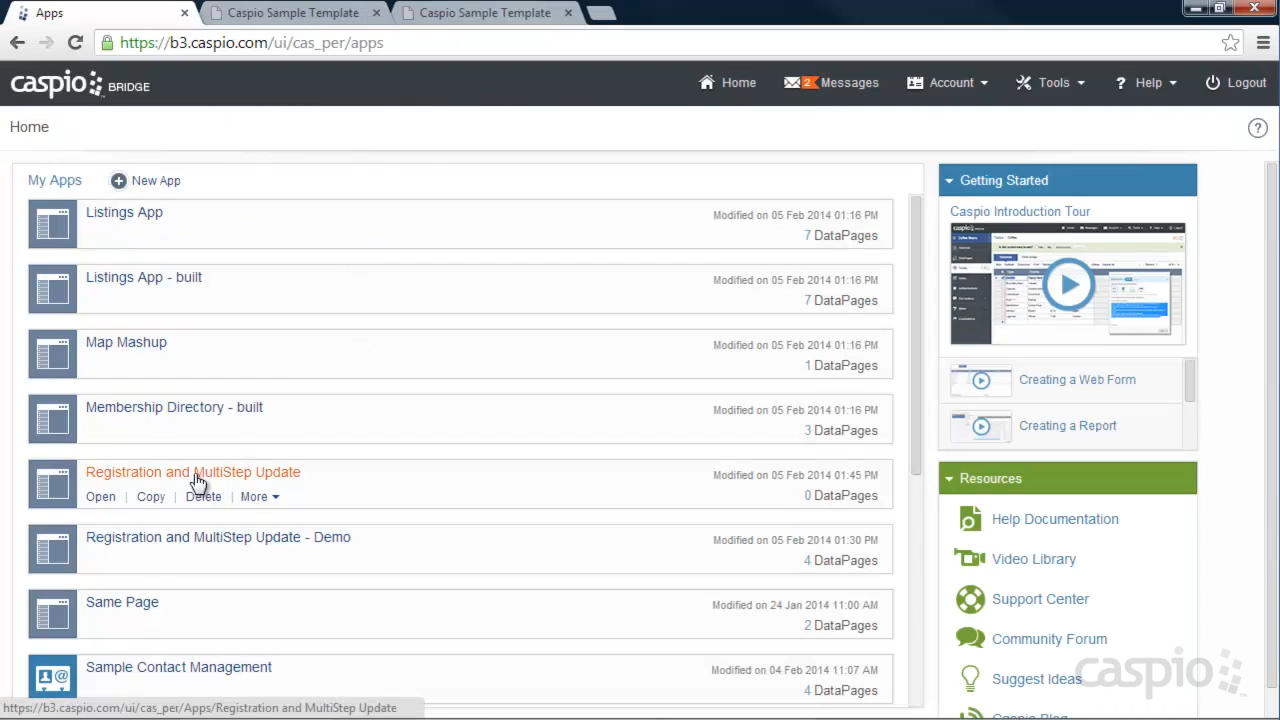 Apps
Caspio Sample Template
Caspio Sample Template
https://b3.caspio.com/ui/cas_per/apps
caspio BRIDGE
Home
2 Messages
Account
Tools
? Help
Logout
Home
?
My Apps
New App
Listings App
Modified on 05 Feb 2014 01:16 PM
7 DataPages
Listings App - built
Modified on 05 Feb 2014 01:16 PM
7 DataPages
Map Mashup
Modified on 05 Feb 2014 01:16 PM
1 DataPages
Membership Directory - built
Modified on 05 Feb 2014 01:16 PM
3 DataPages
Registration and MultiStep Update
Modified on 05 Feb 2014 01:45 PM
Open | Copy | Delete | More
0 DataPages
Registration and MultiStep Update - Demo
Modified on 05 Feb 2014 01:30 PM
4 DataPages
Same Page
Modified on 24 Jan 2014 11:00 AM
2 DataPages
Sample Contact Management
Modified on 04 Feb 2014 11:07 AM
4 DataPages
https://b3.caspio.com/ui/cas_per/Apps/Registration and MultiStep Update
Getting Started
Caspio Introduction Tour
Creating a Web Form
Creating a Report
Resources
Help Documentation
Video Library
Support Center
Community Forum
Suggest Ideas
Caspio Blog
caspio